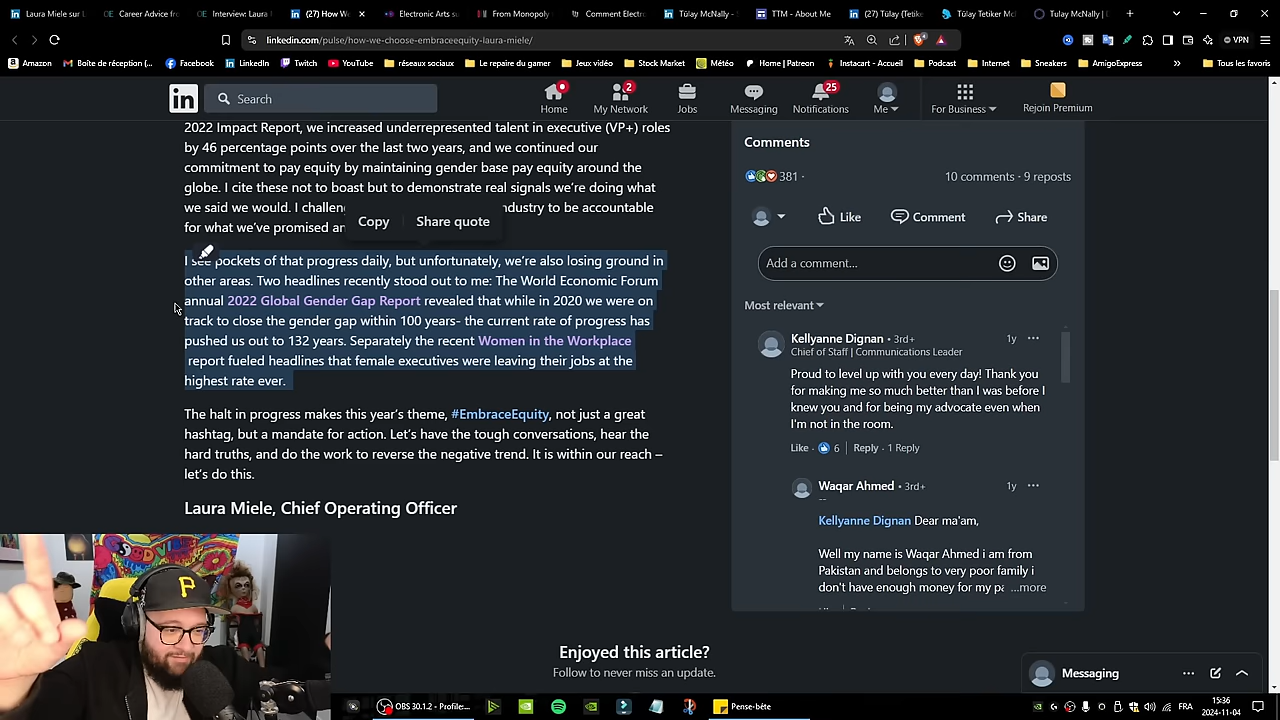 Laura Miele sur l
Career Advice fro
Interview: Laura
(27) How We
Electronic Arts su
From Monopoly
Comment Electro
Tülay McNally -
TTM - About Me
(27) Tülay (Tetike
Tülay Tetiker Mc
Tülay McNally | D
linkedin.com/pulse/how-we-choose-embraceequity-laura-miele/
VPN
Amazon
Boîte de réception (...
Facebook
LinkedIn
Twitch
YouTube
réseaux sociaux
Le repaire du gamer
Jeux vidéo
Stock Market
Météo
Home | Patreon
Instacart - Accueil
Pocket
Internet
Sneakers
AmigoExpress
Tous les favoris
Search
Home
My Network
2
Jobs
Messaging
Notifications
25
Me
For Business
Rejoin Premium
2022 Impact Report, we increased underrepresented talent in executive (VP+) roles
by 46 percentage points over the last two years, and we continued our
commitment to pay equity by maintaining gender base pay equity around the
globe. I cite these not to boast but to demonstrate real signals we're doing what
we said we would. I challen
ndustry to be accountable
for what we've promised an
Copy
Share quote
I see pockets of that progress daily, but unfortunately, we're also losing ground in
other areas. Two headlines recently stood out to me: The World Economic Forum
annual 2022 Global Gender Gap Report revealed that while in 2020 we were on
track to close the gender gap within 100 years- the current rate of progress has
pushed us out to 132 years. Separately the recent Women in the Workplace
report fueled headlines that female executives were leaving their jobs at the
highest rate ever.
The halt in progress makes this year's theme, #EmbraceEquity, not just a great
hashtag, but a mandate for action. Let's have the tough conversations, hear the
hard truths, and do the work to reverse the negative trend. It is within our reach –
let's do this.
Laura Miele, Chief Operating Officer
Comments
381 ·
10 comments · 9 reposts
Like
Comment
Share
Add a comment...
Most relevant
Kellyanne Dignan • 3rd+
1y
Chief of Staff | Communications Leader
Proud to level up with you every day! Thank you
for making me so much better than I was before I
knew you and for being my advocate even when
I'm not in the room.
Like · 6 | Reply · 1 Reply
Waqar Ahmed • 3rd+
1y
--
Kellyanne Dignan Dear ma'am,
Well my name is Waqar Ahmed i am from
Pakistan and belongs to very poor family i
don't have enough money for my pa ...more
Enjoyed this article?
Follow to never miss an update.
Messaging
P
OBS 30.1.2 - Profile:...
Pense-bête
FRA
15:36
2024-11-04